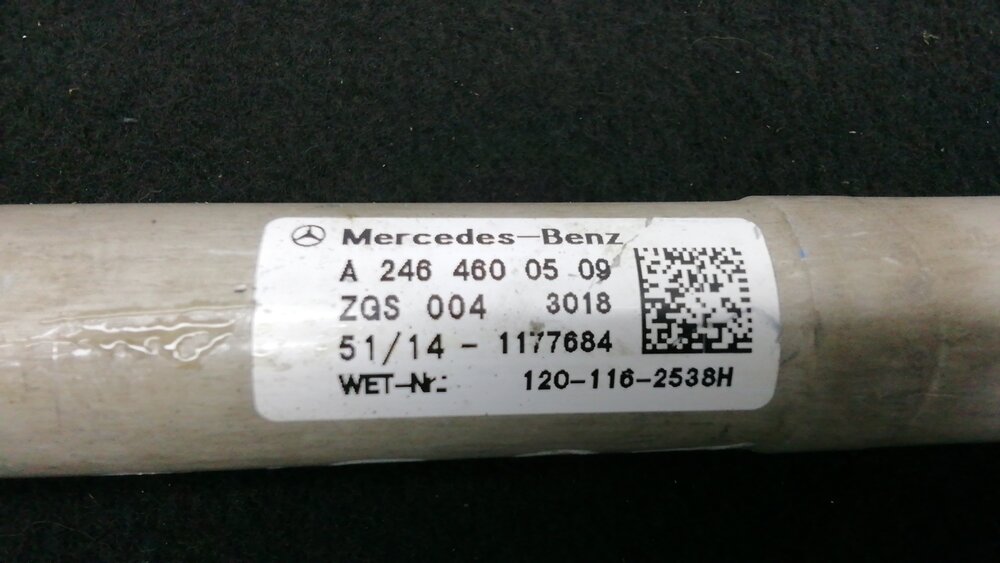 Mercedes-Benz
A 246 460 05 09
ZGS 004 3018
51/14 - 1177684
WET-Nr.: 120-116-2538H